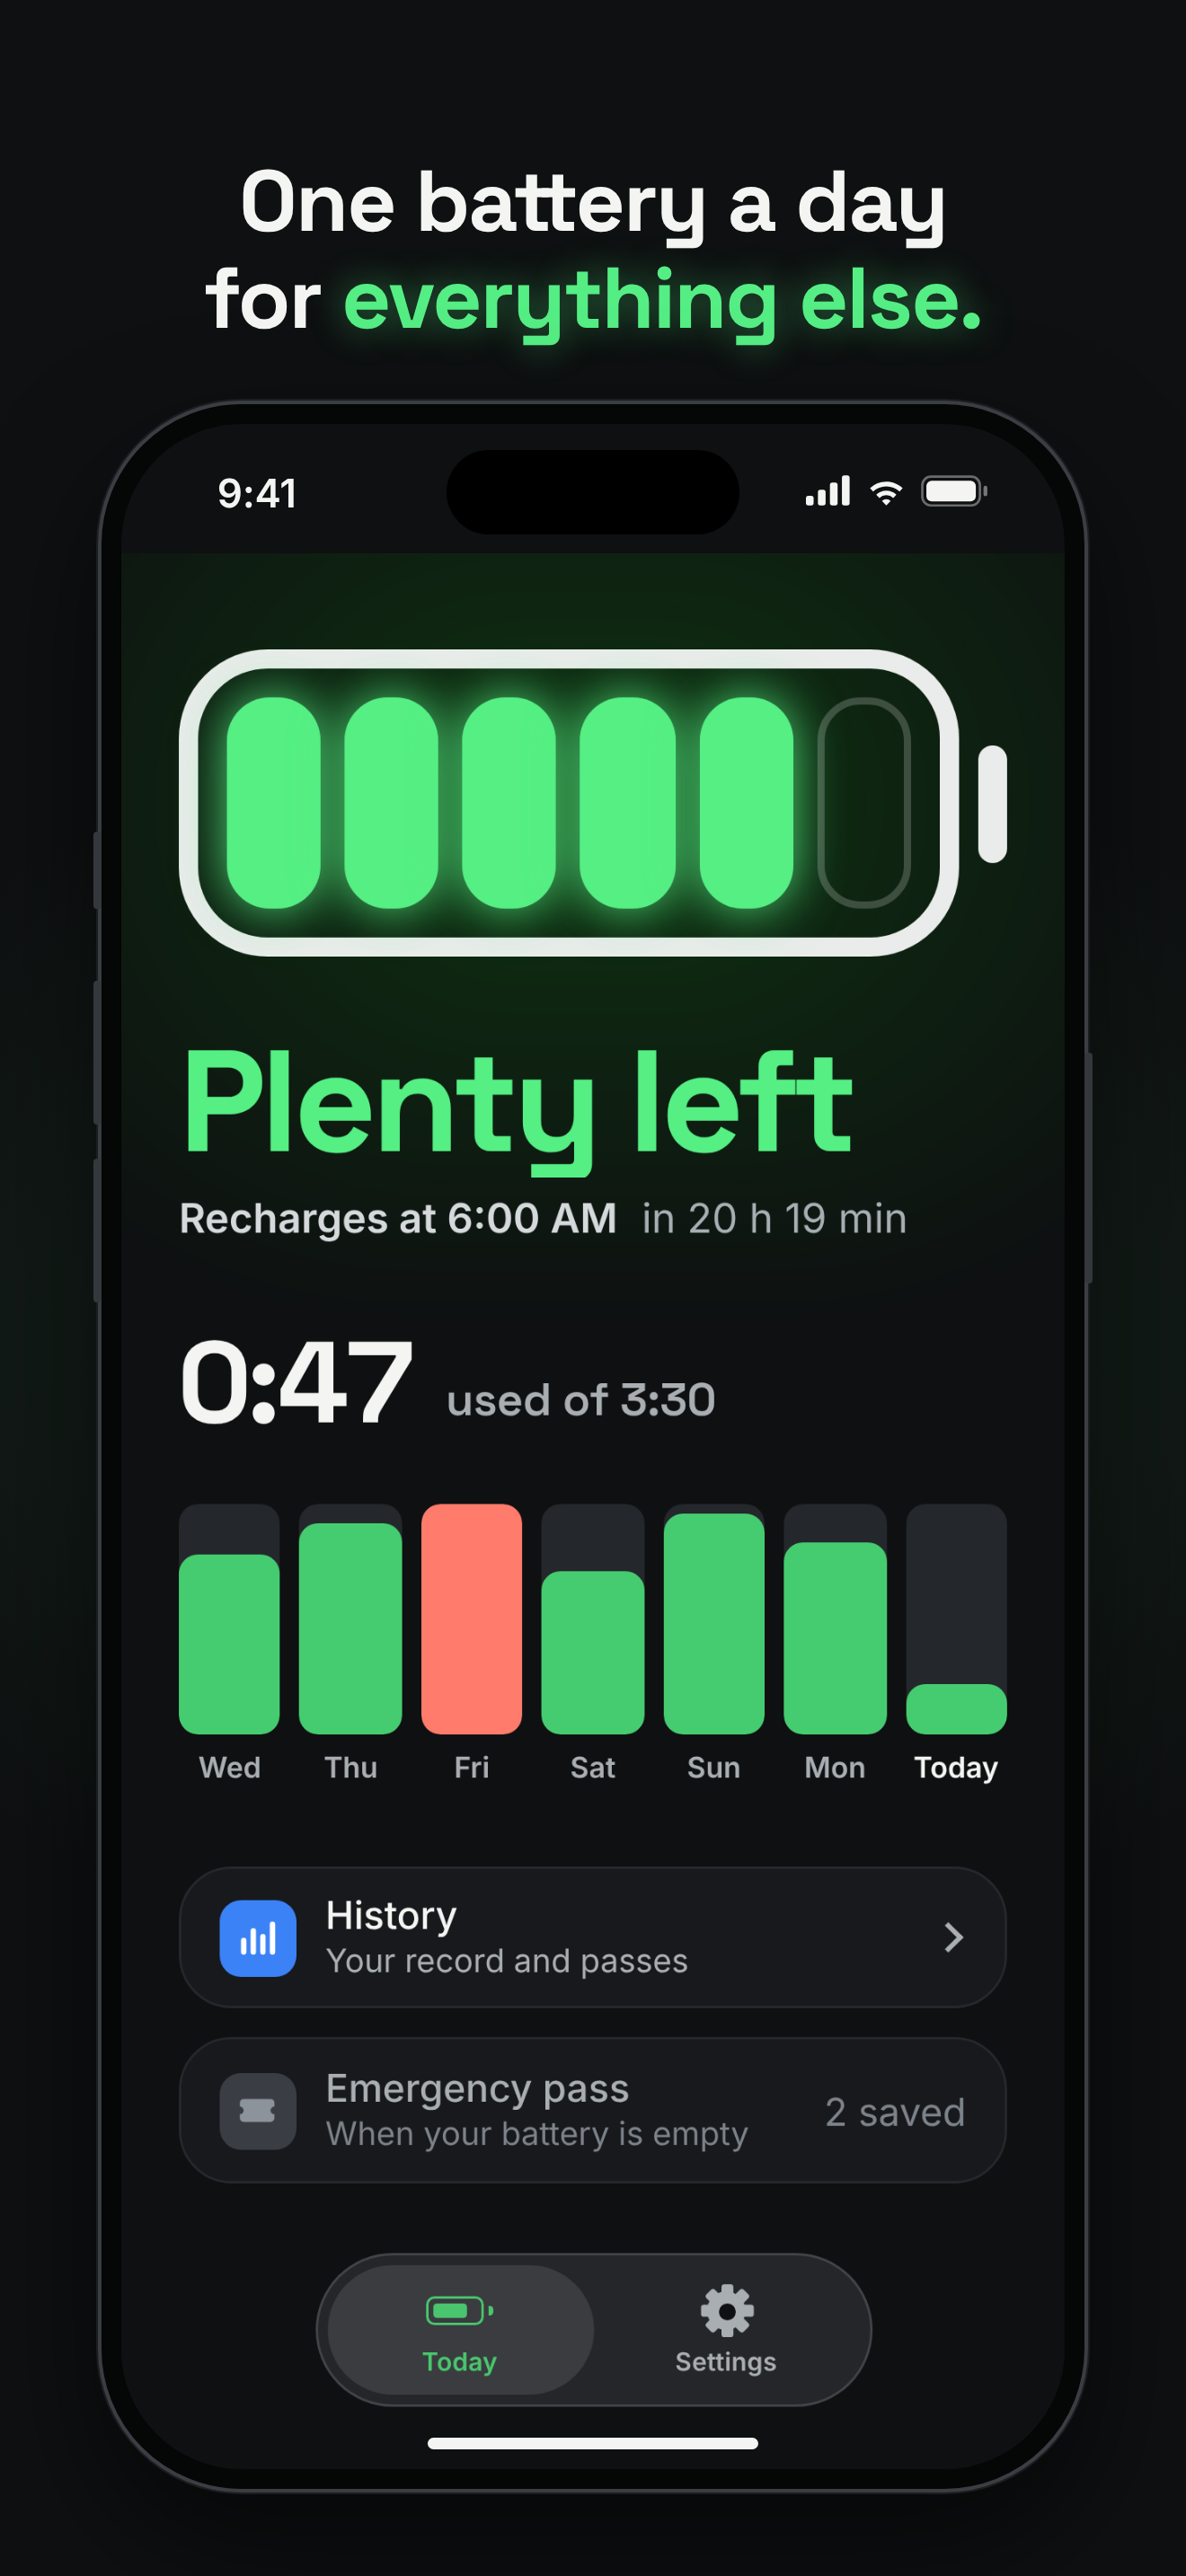 One battery a day
for everything else.
9:41
Plenty left
Recharges at 6:00 AM in 20 h 19 min
0:47 used of 3:30
Wed Thu Fri Sat Sun Mon Today
History
Your record and passes
Emergency pass
When your battery is empty
2 saved
Today Settings